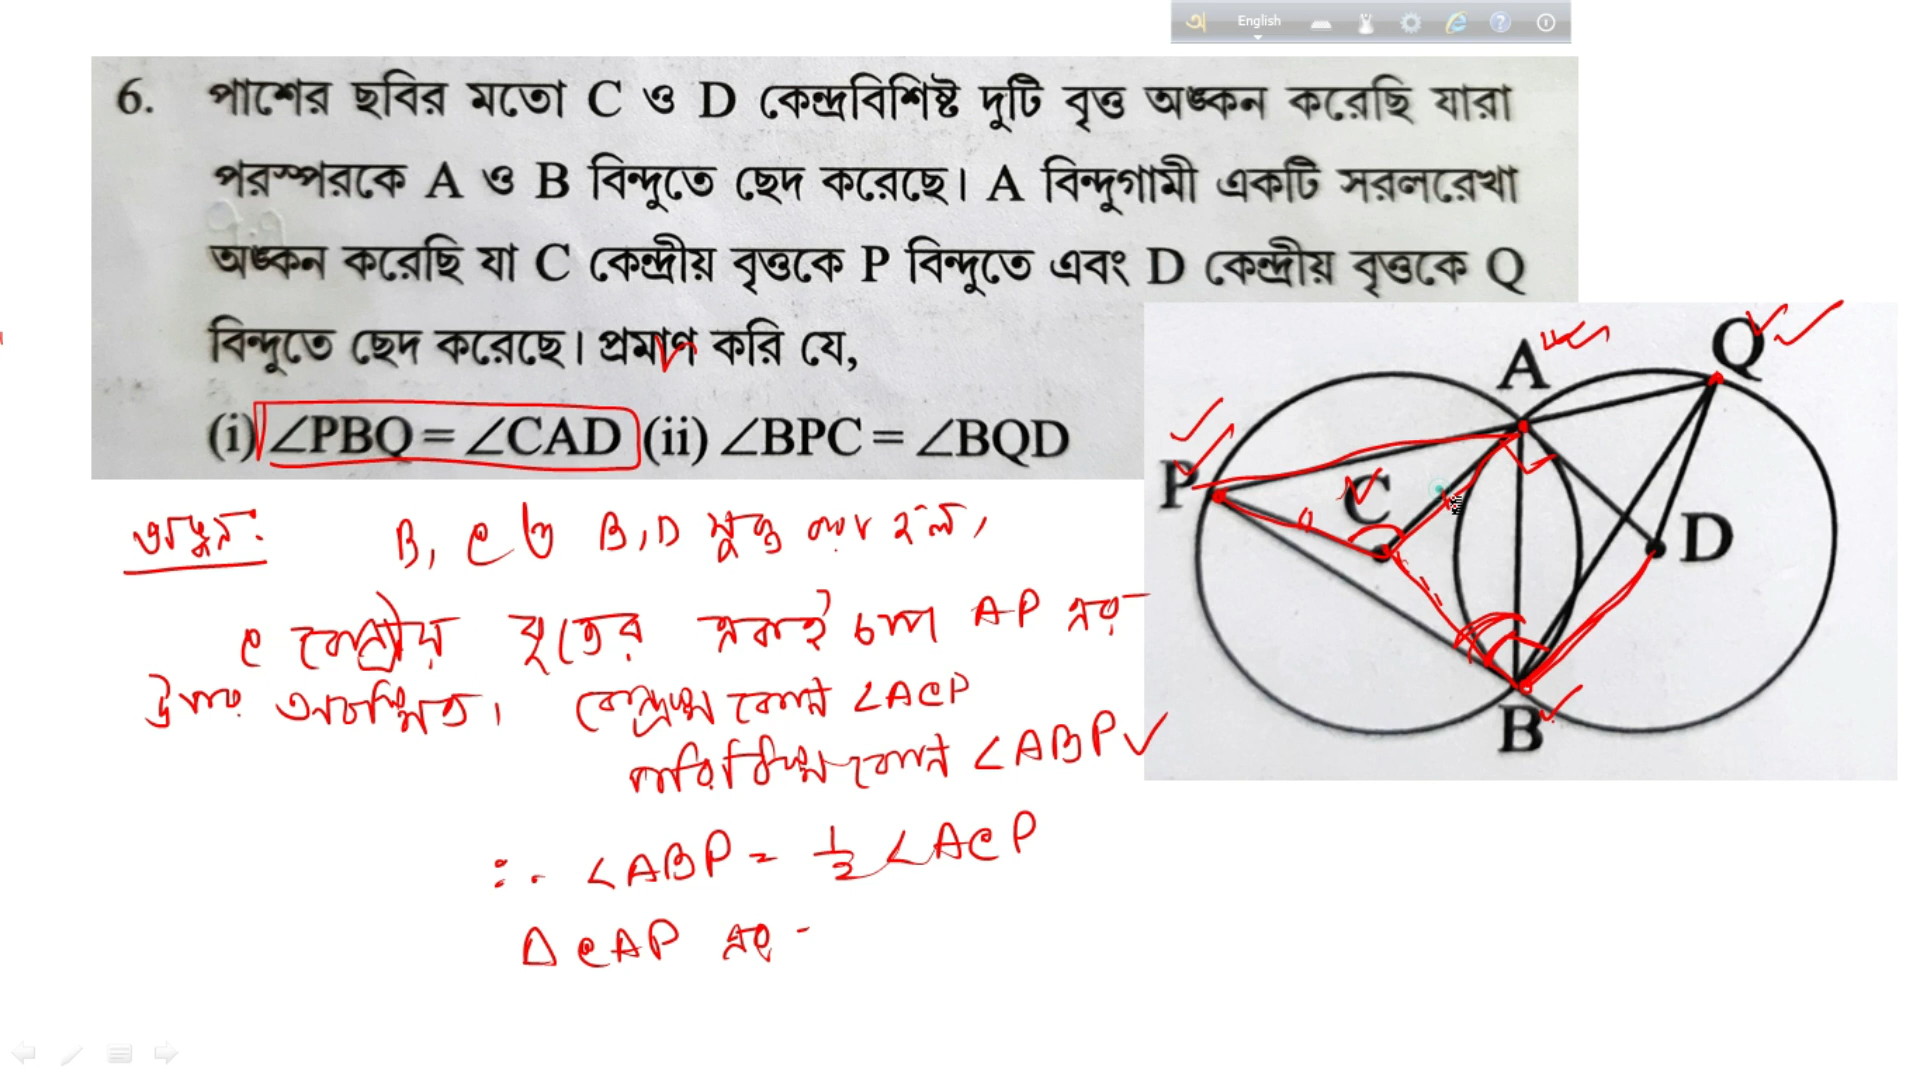 English
6. পাশের ছবির মতো C ও D কেন্দ্রবিশিষ্ট দুটি বৃত্ত অঙ্কন করেছি যারা
পরস্পরকে A ও B বিন্দুতে ছেদ করেছে। A বিন্দুগামী একটি সরলরেখা
অঙ্কন করেছি যা C কেন্দ্রীয় বৃত্তকে P বিন্দুতে এবং D কেন্দ্রীয় বৃত্তকে Q
বিন্দুতে ছেদ করেছে। প্রমাণ করি যে,
(i) ∠PBQ = ∠CAD (ii) ∠BPC = ∠BQD
A
Q
P
C
D
B
অঙ্কন: B, C ও B, D যুক্ত করা হল,
C কেন্দ্রীয় বৃত্তের একই চাপ AP এর
উপর কেন্দ্রস্থ কোণ ∠ACP
পরিধিস্থ কোণ ∠ABP
∴ ∠ABP = 1/2 ∠ACP
Δ CAP এর -